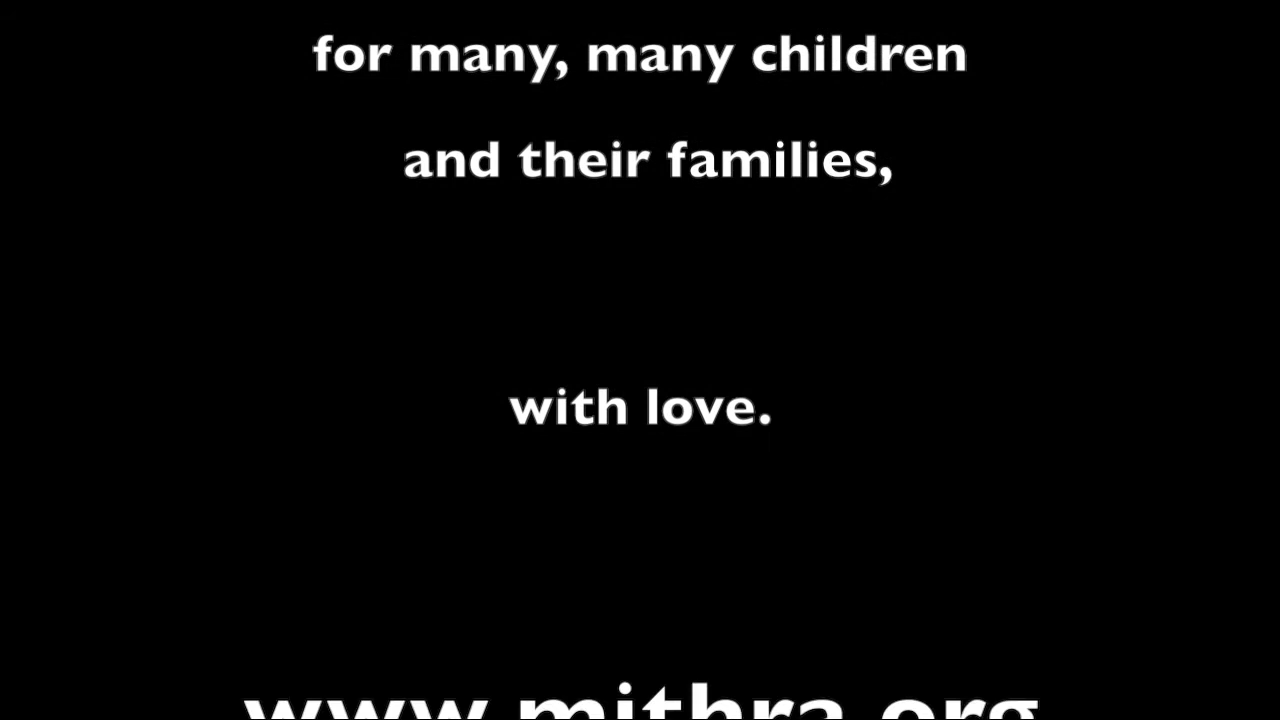 for many, many children
and their families,
with love.
www.mithra.org